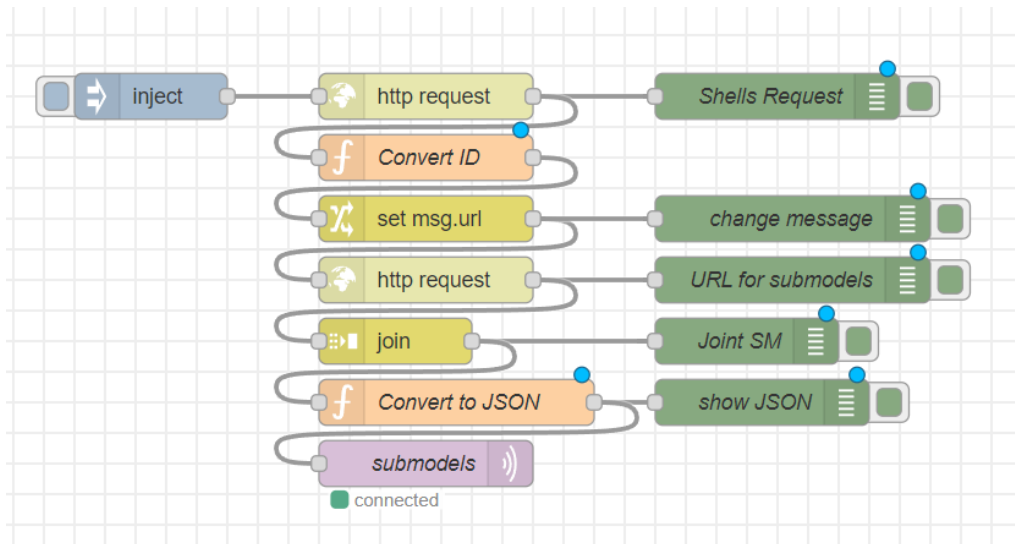 inject
http request
Shells Request
Convert ID
set msg.url
change message
http request
URL for submodels
join
Joint SM
Convert to JSON
show JSON
submodels
connected